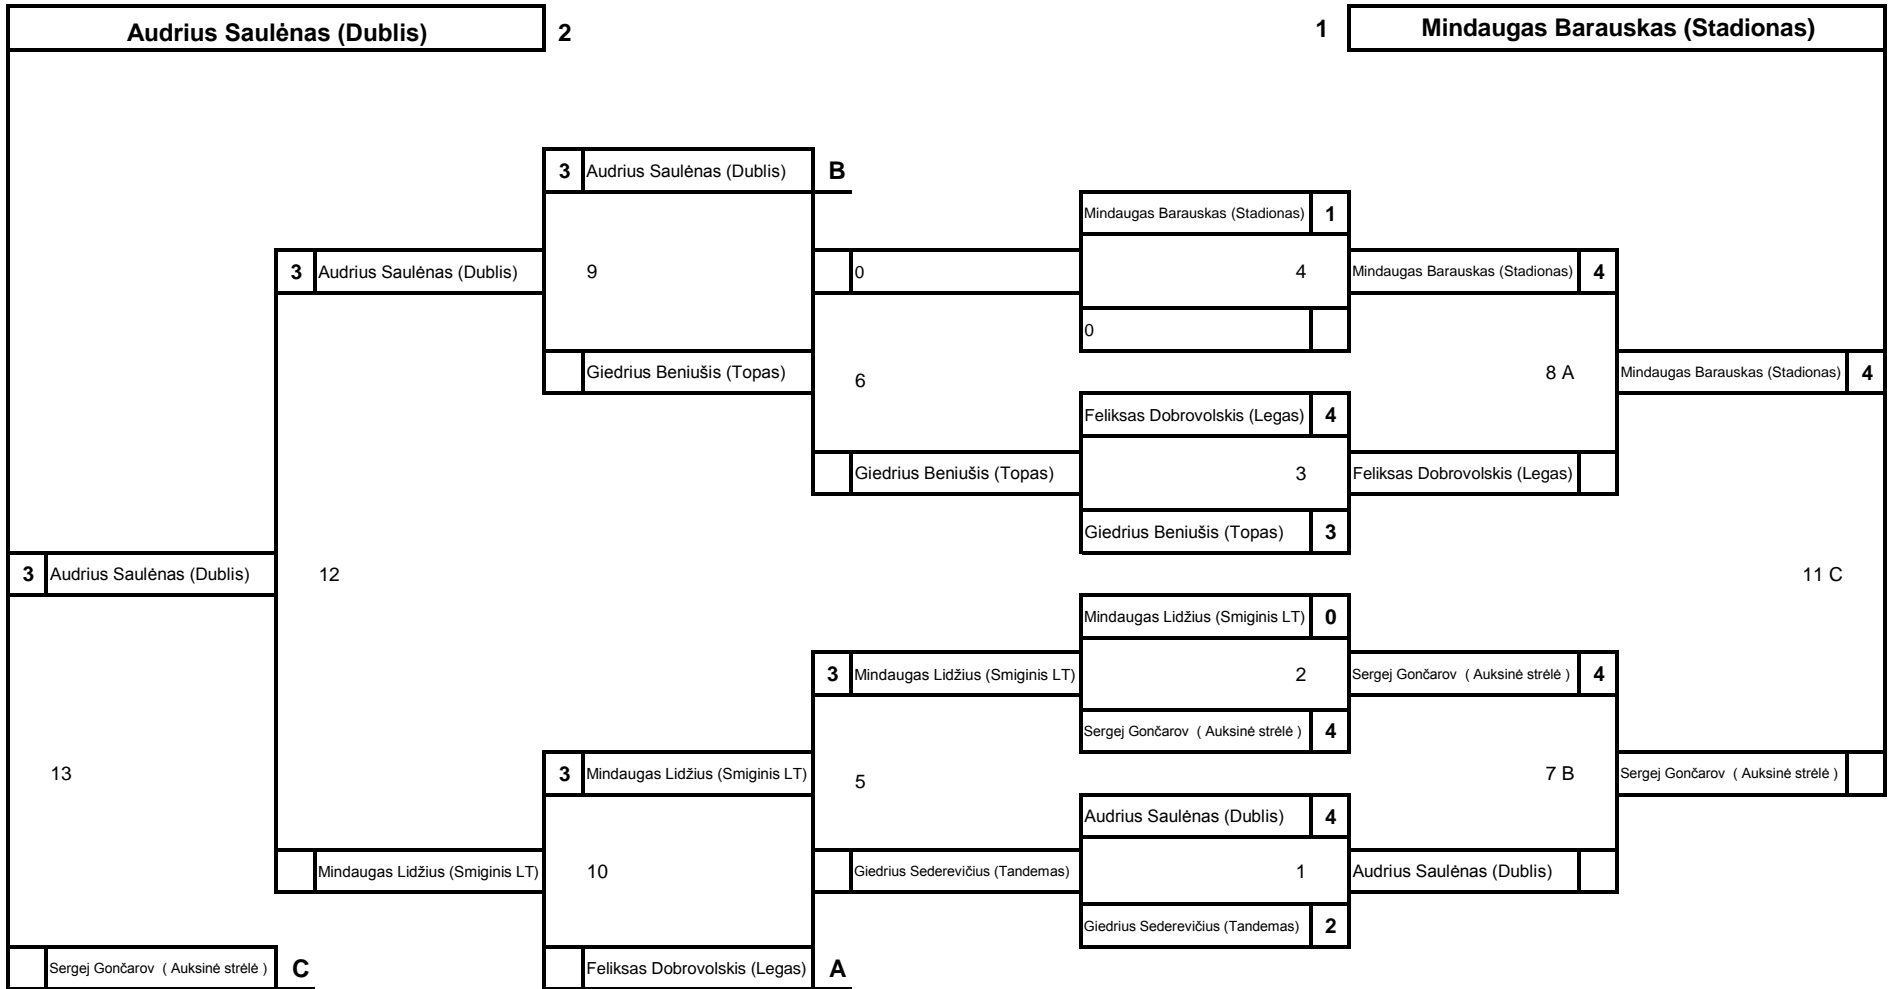 Audrius Saulėnas (Dublis) 2 1 Mindaugas Barauskas (Stadionas)
3 Audrius Saulėnas (Dublis) B
Mindaugas Barauskas (Stadionas) 1
3 Audrius Saulėnas (Dublis) 9 0 4 Mindaugas Barauskas (Stadionas) 4
0
Giedrius Beniušis (Topas) 6 8 A Mindaugas Barauskas (Stadionas) 4
Feliksas Dobrovolskis (Legas) 4
Giedrius Beniušis (Topas) 3 Feliksas Dobrovolskis (Legas)
Giedrius Beniušis (Topas) 3
3 Audrius Saulėnas (Dublis) 12 11 C
Mindaugas Lidžius (Smiginis LT) 0
3 Mindaugas Lidžius (Smiginis LT) 2 Sergej Gončarov ( Auksinė strėlė ) 4
Sergej Gončarov ( Auksinė strėlė ) 4
13 3 Mindaugas Lidžius (Smiginis LT) 5 7 B Sergej Gončarov ( Auksinė strėlė )
Audrius Saulėnas (Dublis) 4
Mindaugas Lidžius (Smiginis LT) 10 Giedrius Sederevičius (Tandemas) 1 Audrius Saulėnas (Dublis)
Giedrius Sederevičius (Tandemas) 2
Sergej Gončarov ( Auksinė strėlė ) C Feliksas Dobrovolskis (Legas) A